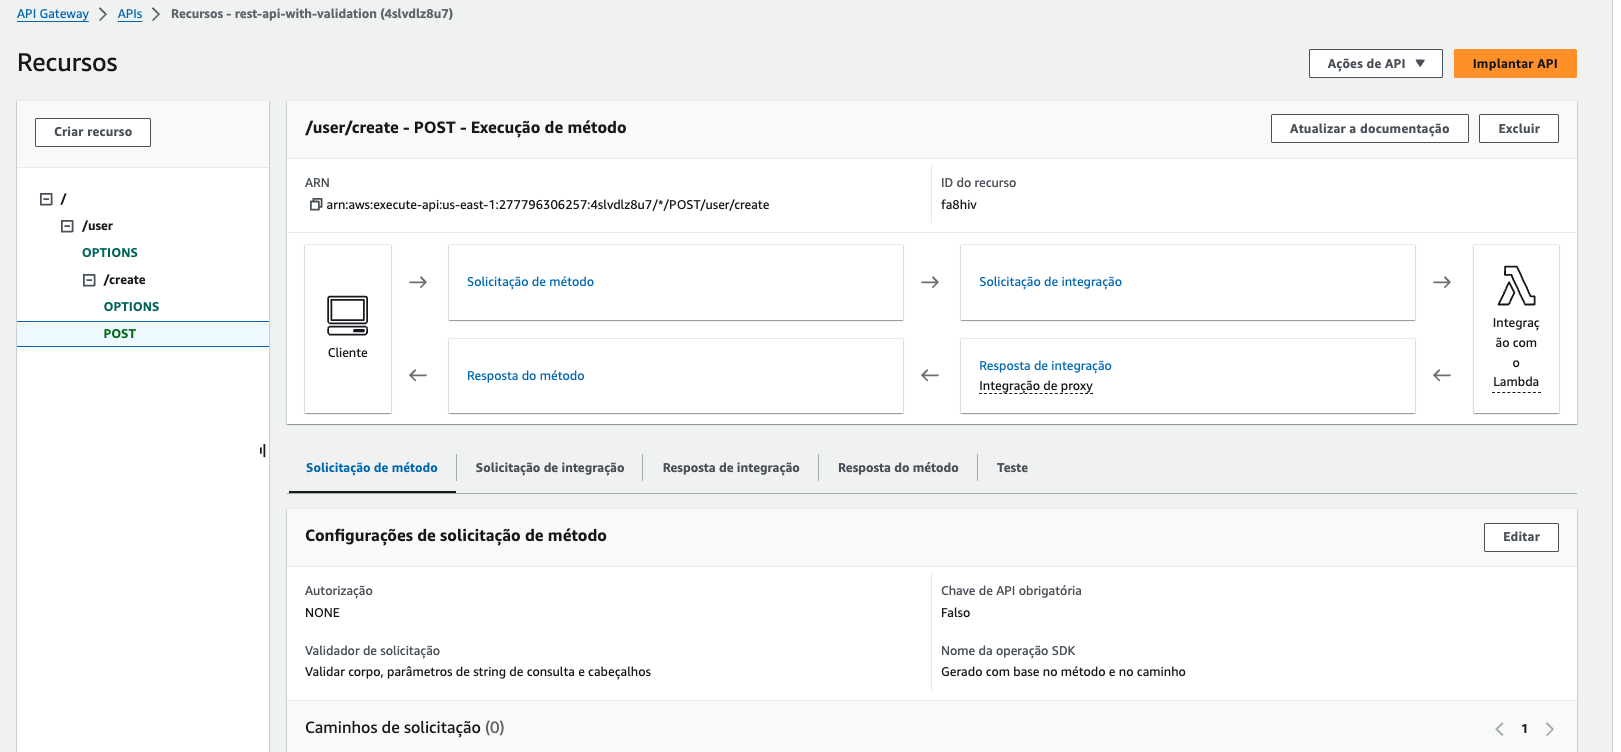 API Gateway
APIs
Recursos - rest-api-with-validation (4slvdlz8u7)
Recursos
Ações de API
Implantar API
Criar recurso
/
/user
OPTIONS
/create
OPTIONS
POST
/user/create - POST - Execução de método
Atualizar a documentação
Excluir
ARN
arn:aws:execute-api:us-east-1:277796306257:4slvdlz8u7/*/POST/user/create
ID do recurso
fa8hiv
Cliente
Solicitação de método
Solicitação de integração
Resposta do método
Resposta de integração
Integração de proxy
Integraç
ão com
o
Lambda
Solicitação de método
Solicitação de integração
Resposta de integração
Resposta do método
Teste
Configurações de solicitação de método
Editar
Autorização
NONE
Chave de API obrigatória
Falso
Validador de solicitação
Validar corpo, parâmetros de string de consulta e cabeçalhos
Nome da operação SDK
Gerado com base no método e no caminho
Caminhos de solicitação (0)
1